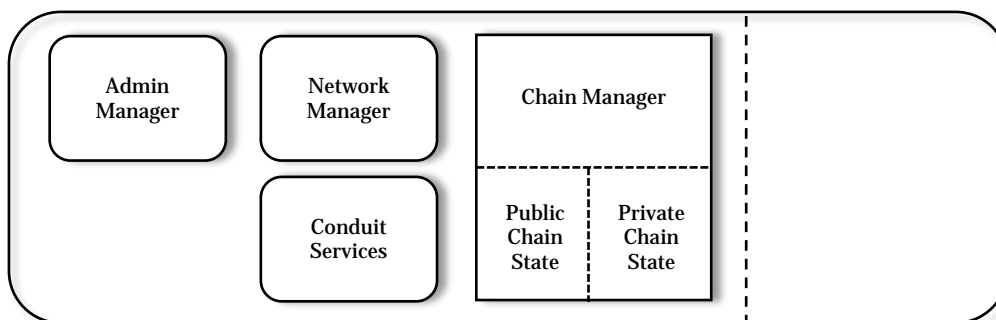 Admin
Manager
Network
Manager
Chain Manager
Conduit
Services
Public
Chain
State
Private
Chain
State